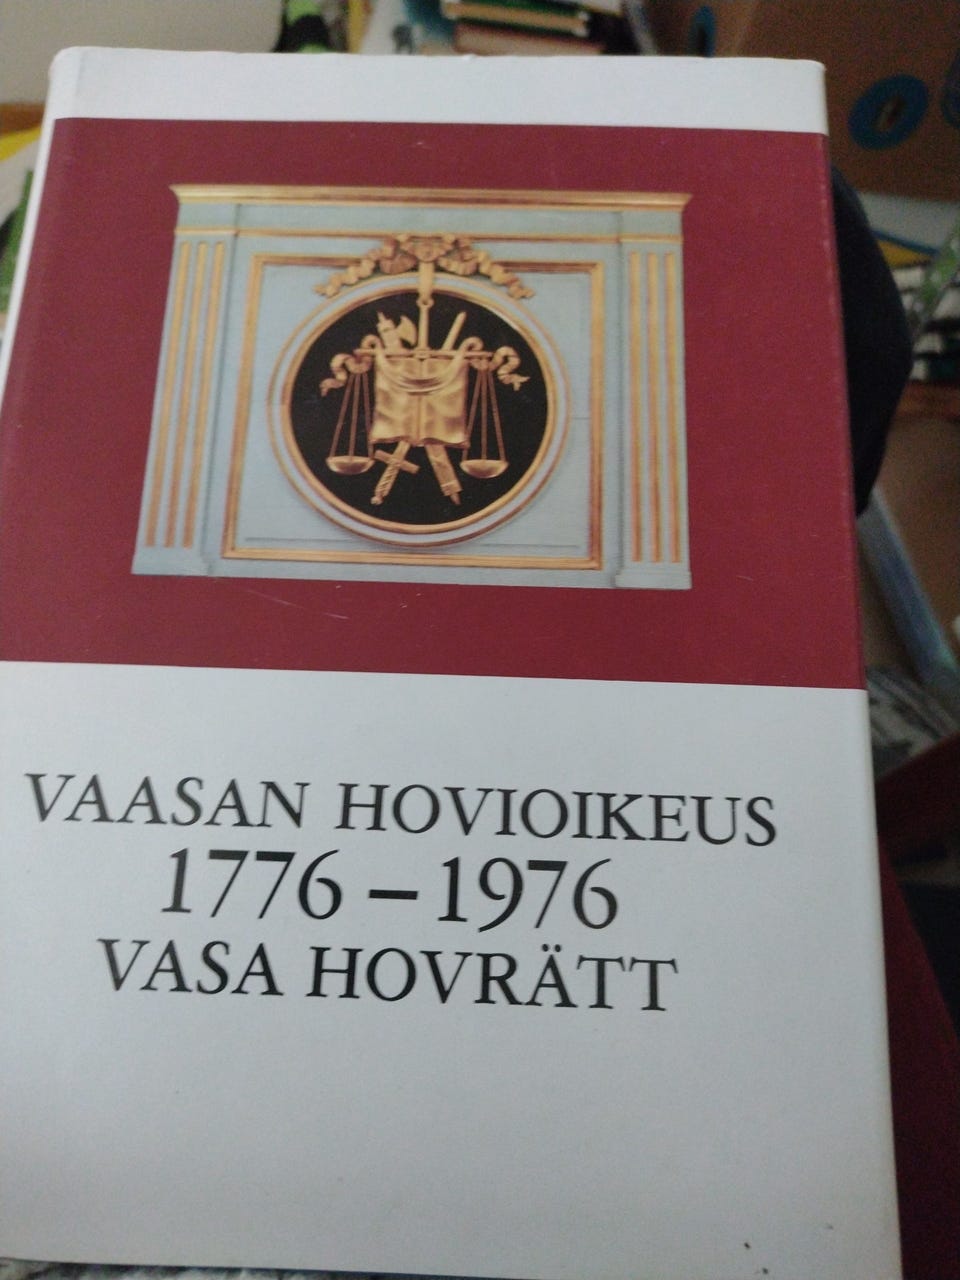 VAASAN HOVIOIKEUS
1776 – 1976
VASA HOVRÄTT